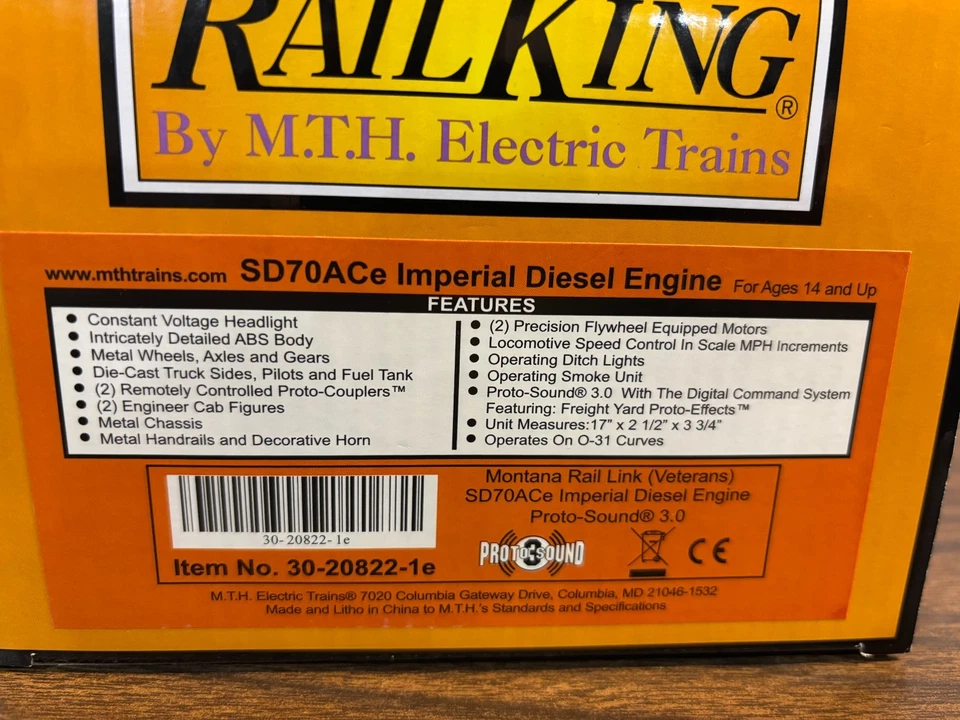 RAILKING®
By M.T.H. Electric Trains
www.mthtrains.com SD70ACe Imperial Diesel Engine For Ages 14 and Up
FEATURES
• Constant Voltage Headlight
• Intricately Detailed ABS Body
• Metal Wheels, Axles and Gears
• Die-Cast Truck Sides, Pilots and Fuel Tank
• (2) Remotely Controlled Proto-Couplers™
• (2) Engineer Cab Figures
• Metal Chassis
• Metal Handrails and Decorative Horn
• (2) Precision Flywheel Equipped Motors
• Locomotive Speed Control In Scale MPH Increments
• Operating Ditch Lights
• Operating Smoke Unit
• Proto-Sound® 3.0 With The Digital Command System
Featuring: Freight Yard Proto-Effects™
• Unit Measures:17" x 2 1/2" x 3 3/4"
• Operates On O-31 Curves
30-20822-1e
Item No. 30-20822-1e
Montana Rail Link (Veterans)
SD70ACe Imperial Diesel Engine
Proto-Sound® 3.0
PROTO-SOUND 3
CE
M.T.H. Electric Trains® 7020 Columbia Gateway Drive, Columbia, MD 21046-1532
Made and Litho in China to M.T.H.'s Standards and Specifications